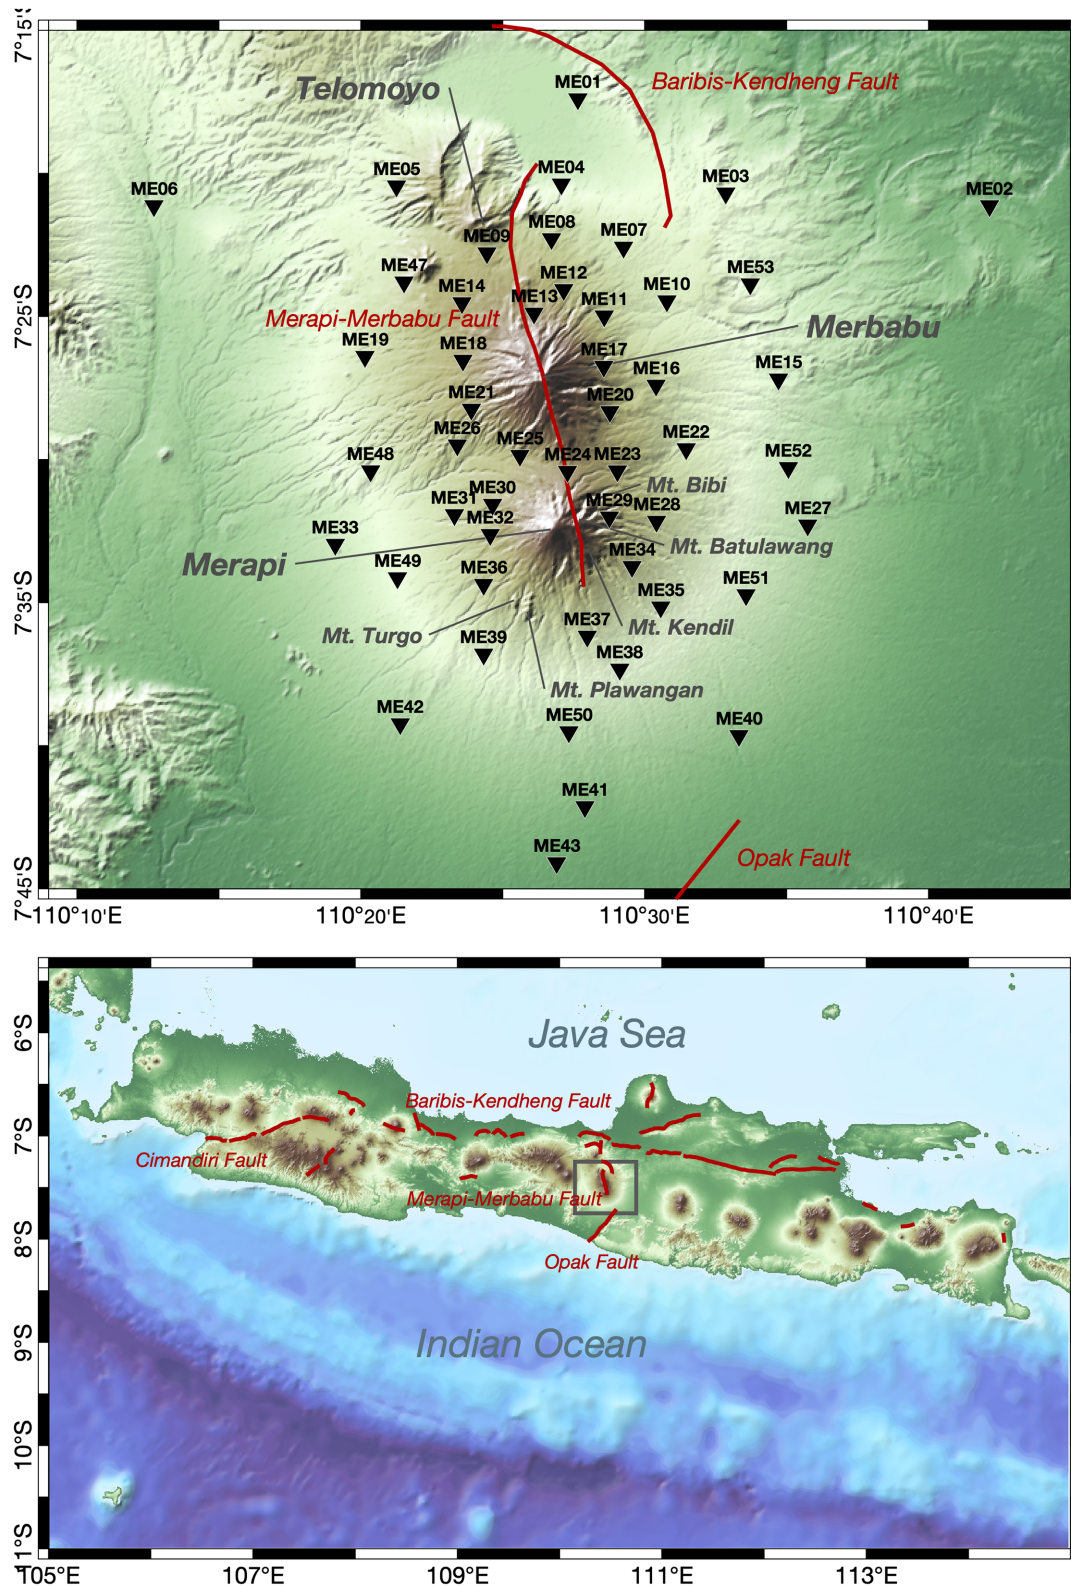 7°15'S
Telomoyo
ME01
Baribis-Kendheng Fault
ME05
ME04
ME03
ME06
ME02
ME08
ME07
ME09
ME47
ME12
ME53
ME14
ME13
ME10
ME11
7°25'S
Merapi-Merbabu Fault
Merbabu
ME19
ME18
ME17
ME16
ME15
ME21
ME20
ME26
ME25
ME22
ME48
ME24
ME23
ME52
Mt. Bibi
ME30
ME31
ME29
ME28
ME27
ME32
ME33
Mt. Batulawang
Merapi
ME49
ME36
ME34
ME51
ME35
7°35'S
ME37
Mt. Kendil
Mt. Turgo
ME39
ME38
Mt. Plawangan
ME42
ME50
ME40
ME41
ME43
Opak Fault
7°45'S
110°10'E
110°20'E
110°30'E
110°40'E
6°S
Java Sea
Baribis-Kendheng Fault
7°S
Cimandiri Fault
Merapi-Merbabu Fault
8°S
Opak Fault
9°S
Indian Ocean
10°S
11°S
105°E
107°E
109°E
111°E
113°E